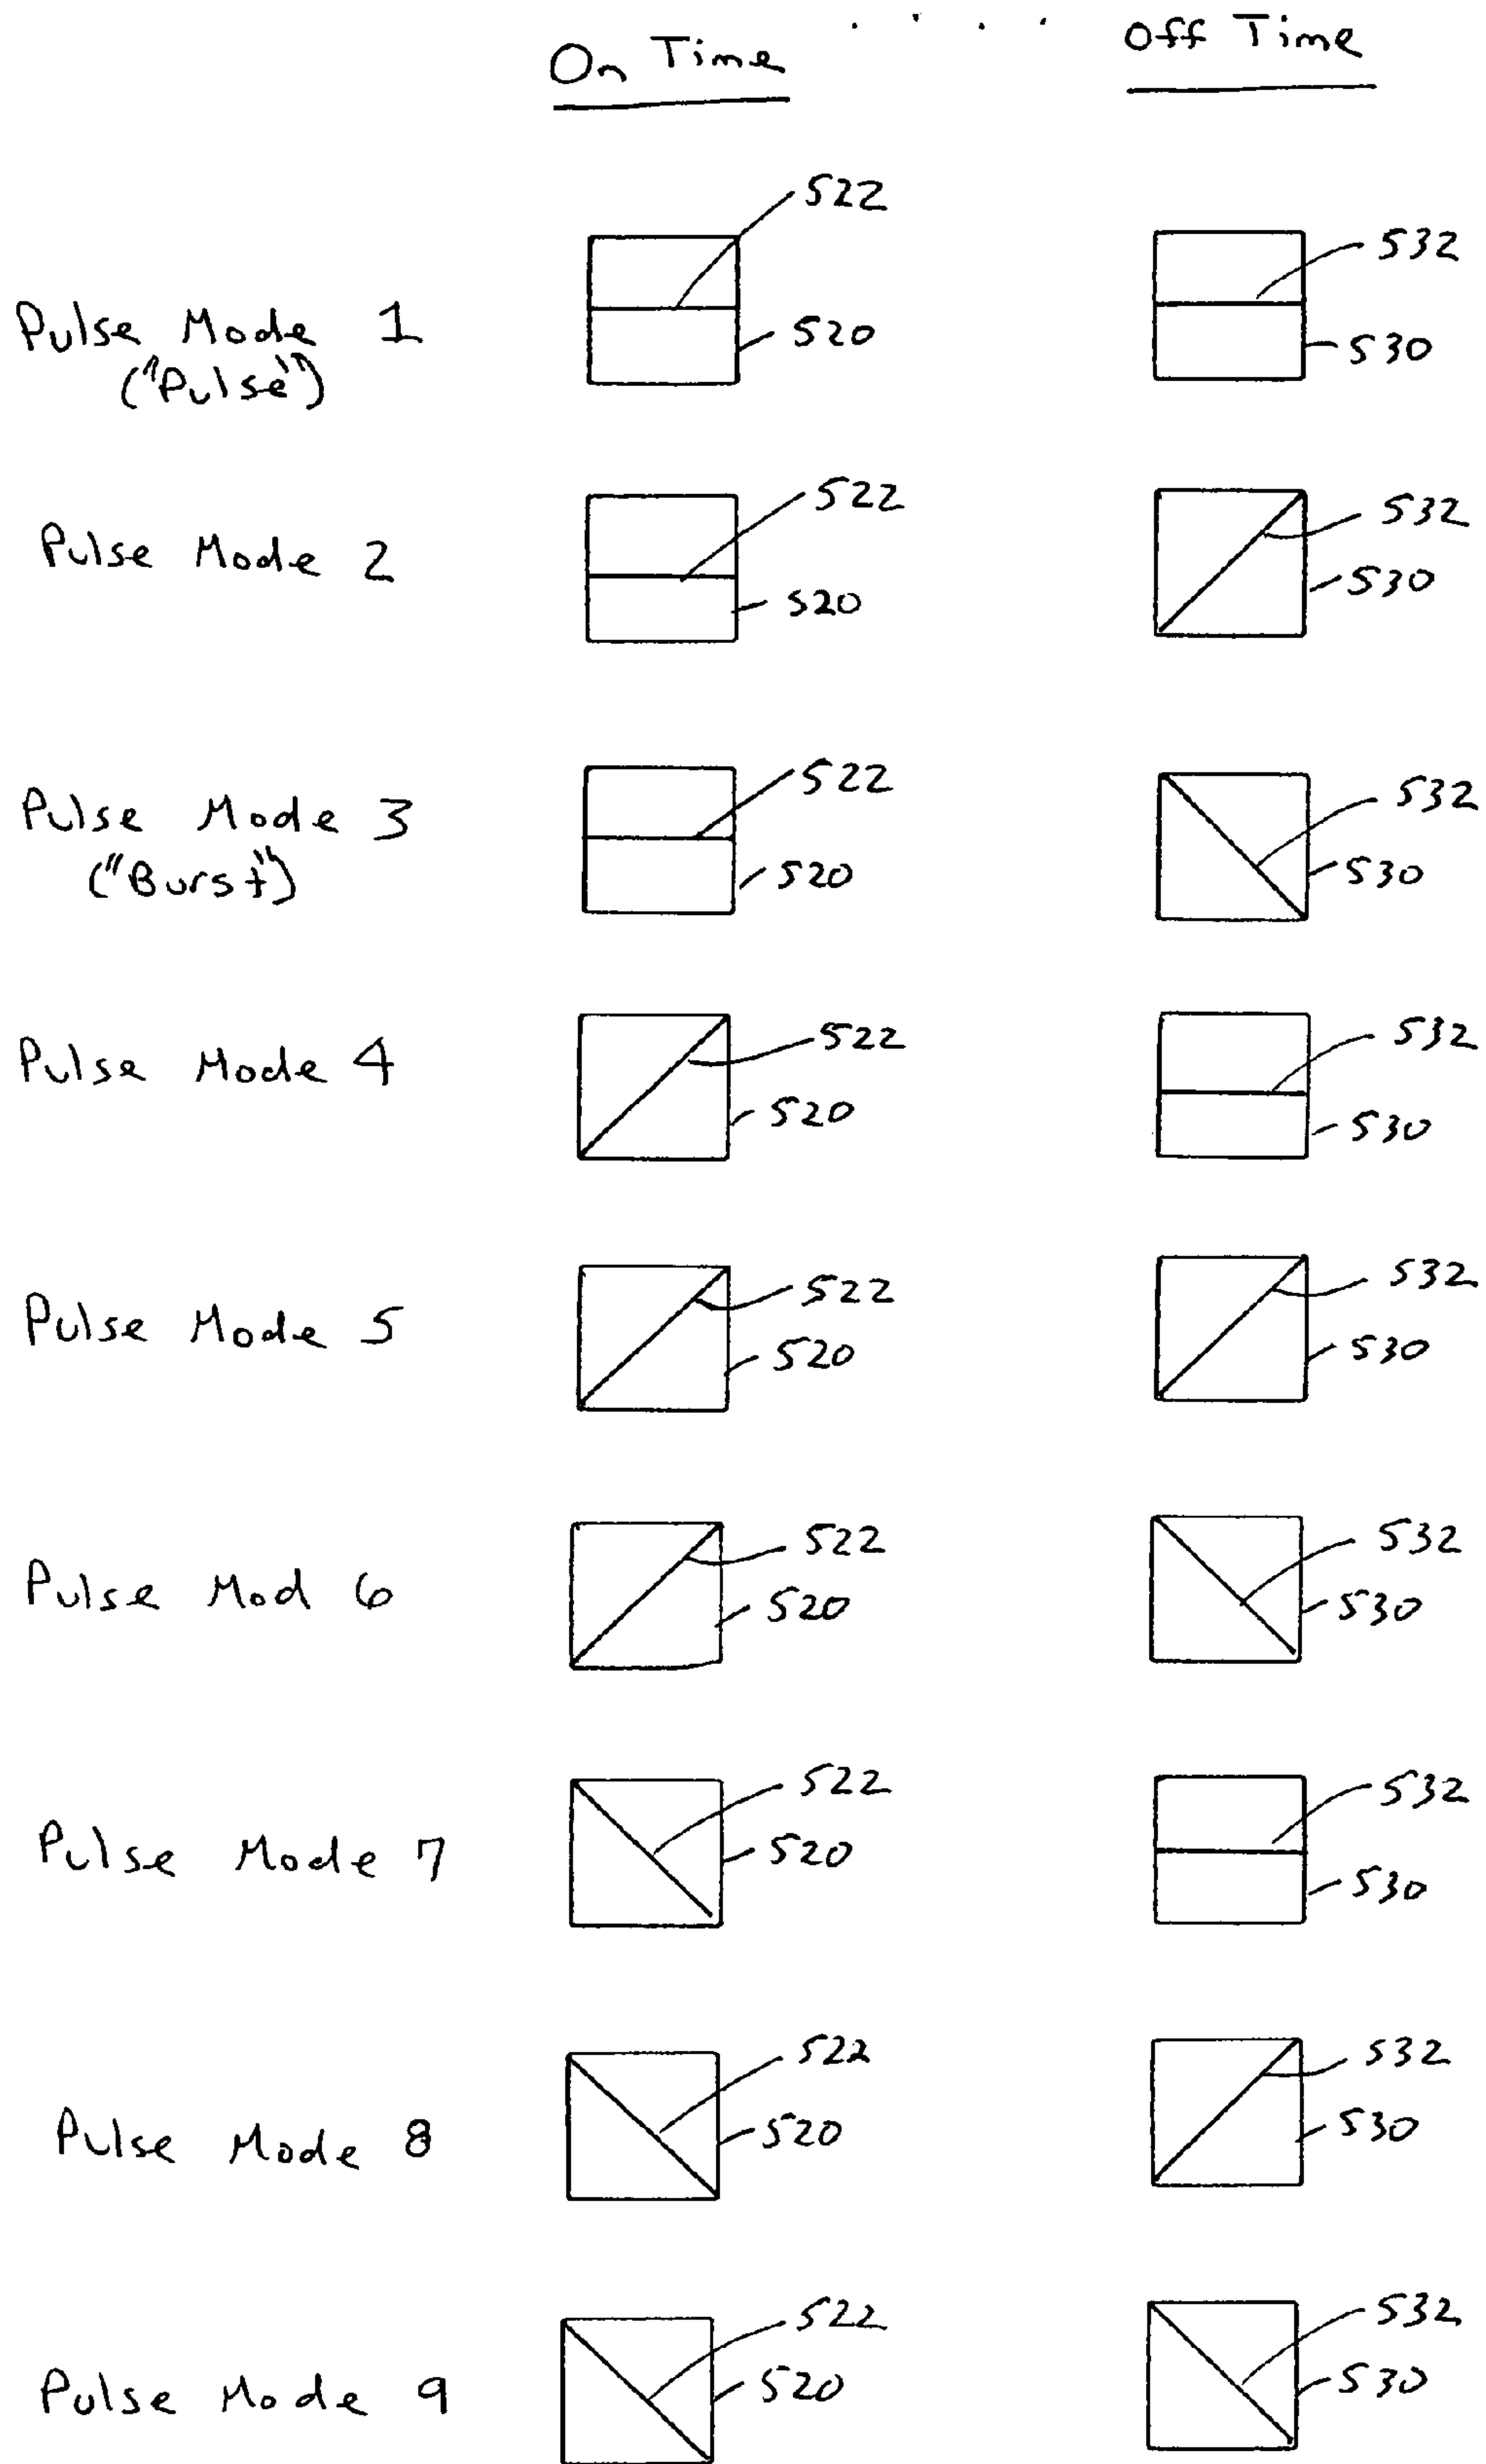 On Time
Off Time
522
532
Pulse Mode 1
520
530
("Pulse")
522
532
Pulse Mode 2
520
530
522
532
Pulse Mode 3
520
530
("Burst")
522
532
Pulse Mode 4
520
530
522
532
Pulse Mode 5
520
530
522
532
Pulse Mod 6
520
530
522
532
Pulse Mode 7
520
530
522
532
Pulse Mode 8
520
530
522
532
Pulse Mode 9
520
530